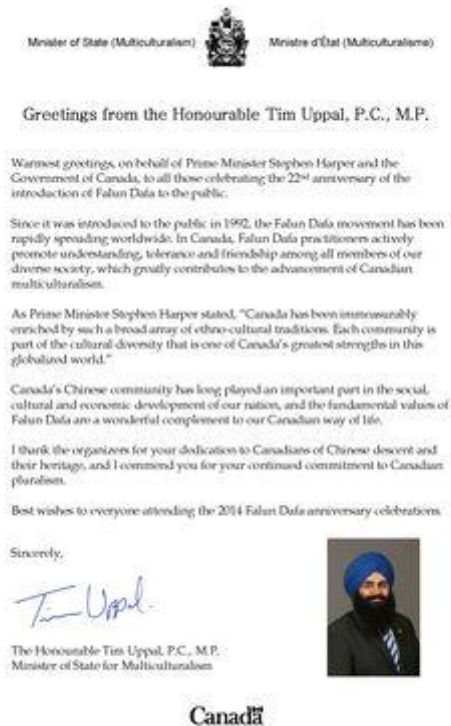 Minister of State (Multiculturalism)
Ministre d'État (Multiculturalisme)
Greetings from the Honourable Tim Uppal, P.C., M.P.
Warmest greetings, on behalf of Prime Minister Stephen Harper and the
Government of Canada, to all those celebrating the 22nd anniversary of the
introduction of Falun Dafa to the public.
Since it was introduced to the public in 1992, the Falun Dafa movement has been
rapidly spreading worldwide. In Canada, Falun Dafa practitioners actively
promote understanding, tolerance and friendship among all members of our
diverse society, which greatly contributes to the advancement of Canadian
multiculturalism.
As Prime Minister Stephen Harper stated, "Canada has been immeasurably
enriched by such a broad array of ethno-cultural traditions. Each community is
part of the cultural diversity that is one of Canada's greatest strengths in this
globalized world."
Canada's Chinese community has long played an important part in the social,
cultural and economic development of our nation, and the fundamental values of
Falun Dafa are a wonderful complement to our Canadian way of life.
I thank the organizers for your dedication to Canadians of Chinese descent and
their heritage, and I commend you for your continued commitment to Canadian
pluralism.
Best wishes to everyone attending the 2014 Falun Dafa anniversary celebrations.
Sincerely,
Tim Uppal
The Honourable Tim Uppal, P.C., M.P.
Minister of State for Multiculturalism
Canada